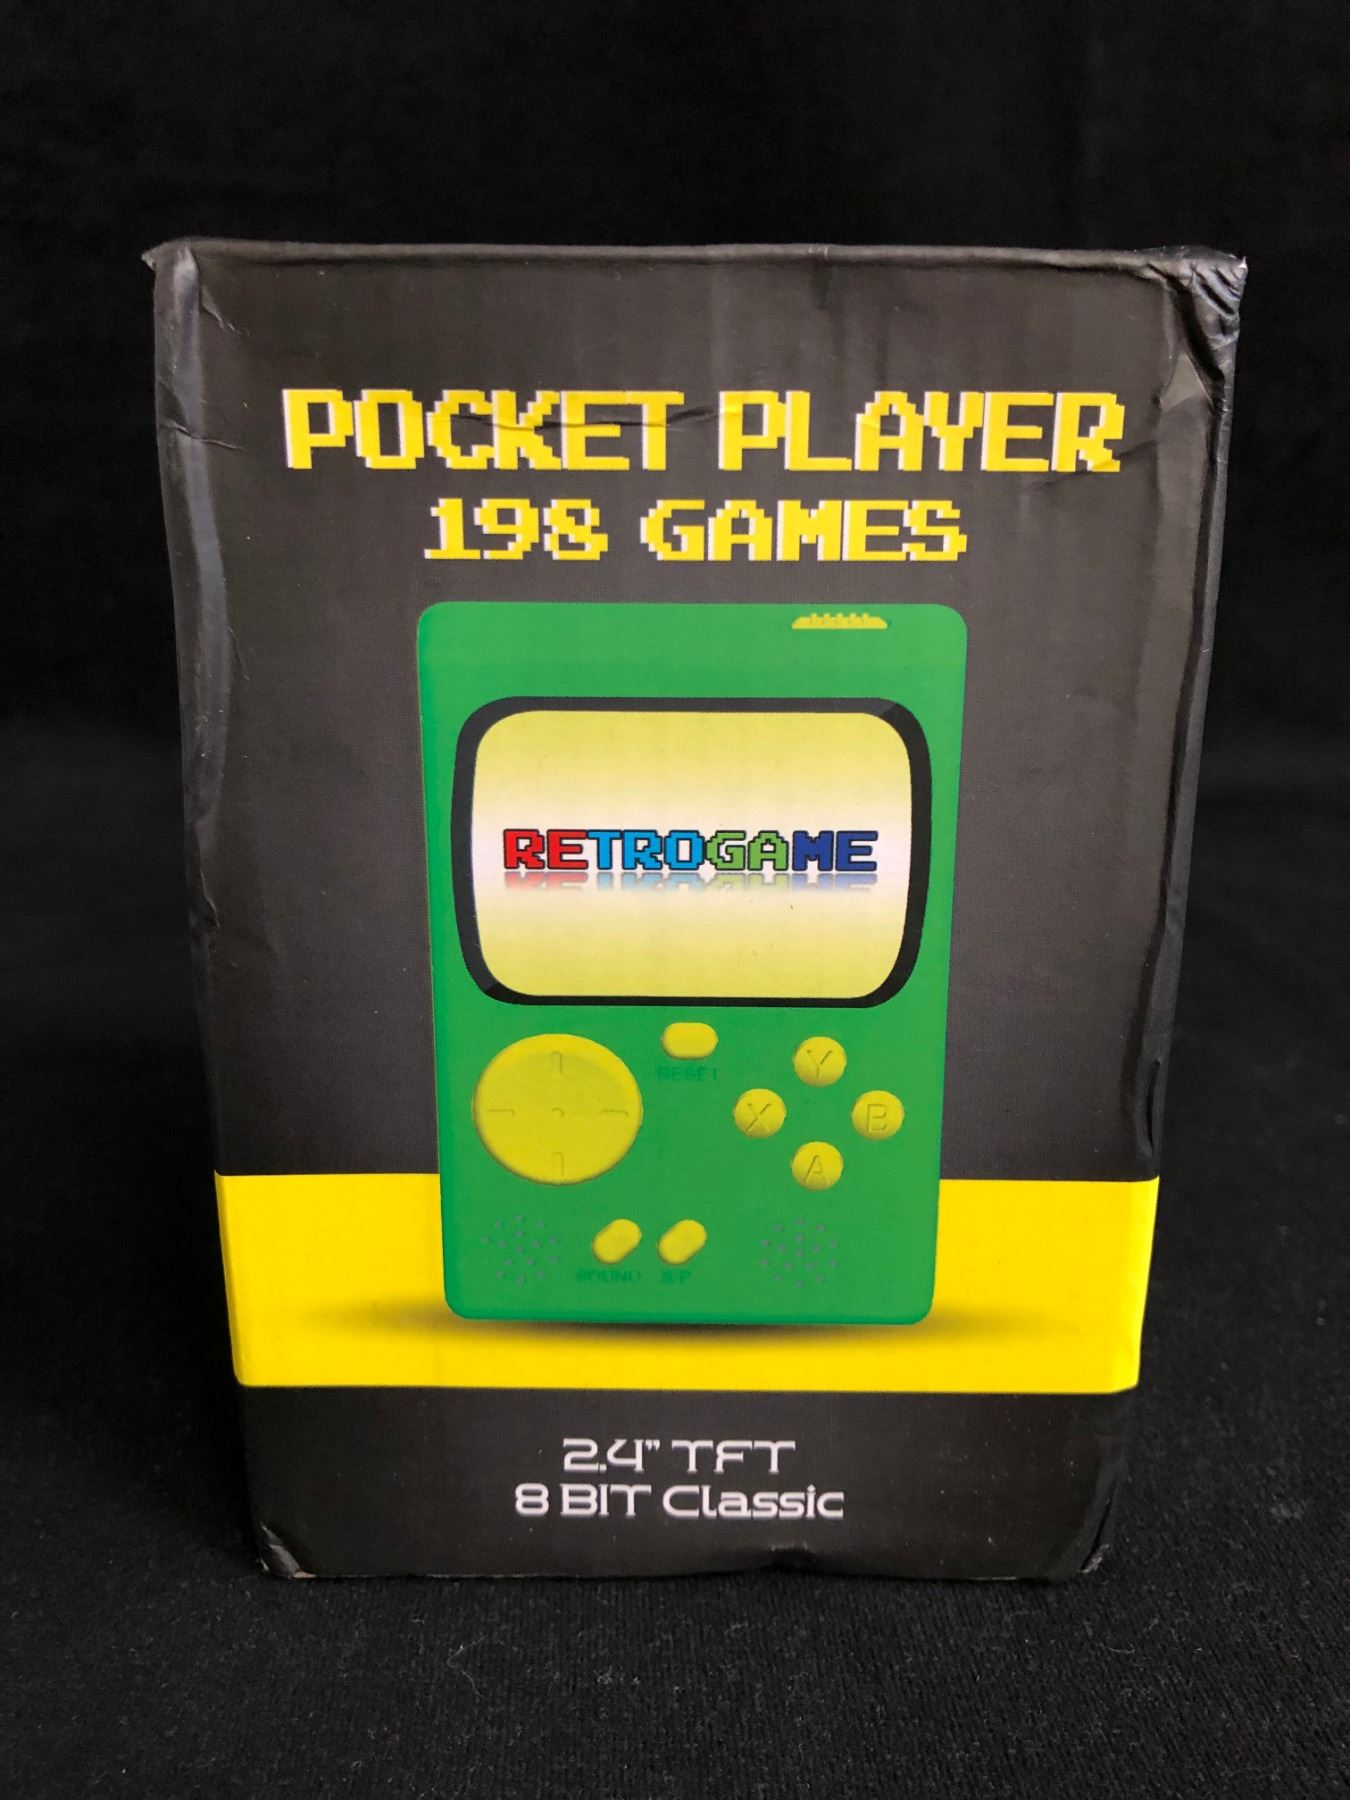 POCKET PLAYER
198 GAMES
RETROGAME
RESET
Y
X B
A
SOUND S/P
2.4" TFT
8 BIT Classic